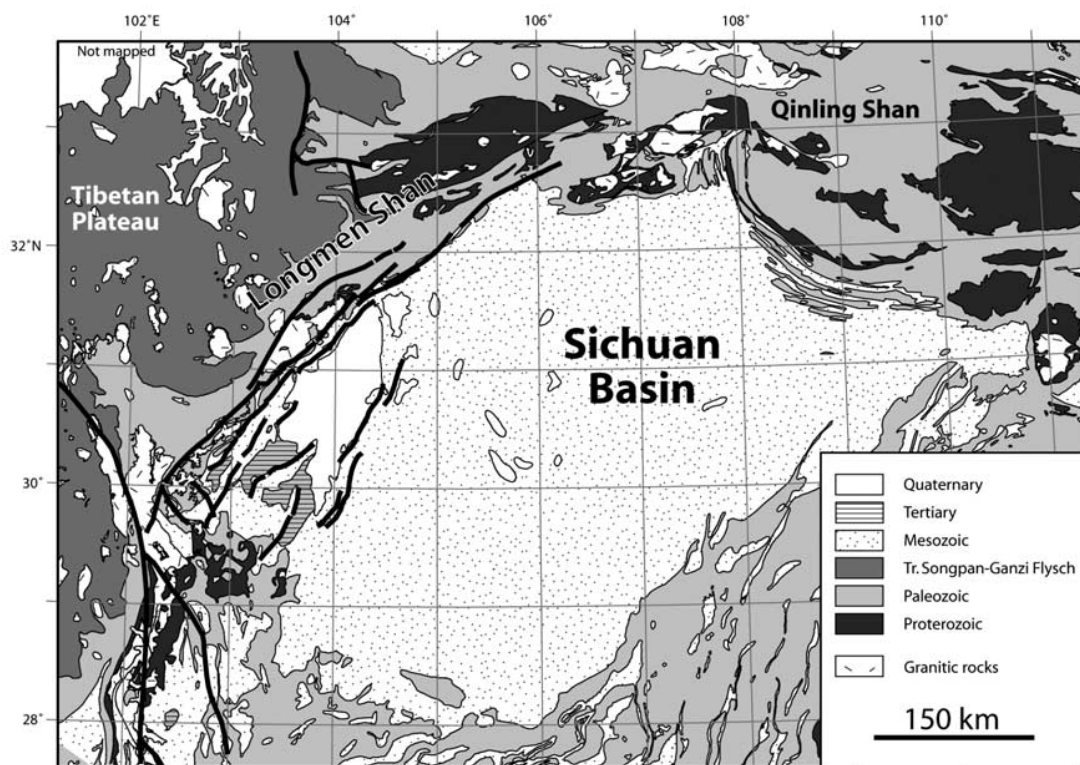 102°E
104°
106°
108°
110°
Not mapped
Qinling Shan
Tibetan
Plateau
32°N
Longmen Shan
Sichuan
Basin
30°
28°
Quaternary
Tertiary
Mesozoic
Tr. Songpan-Ganzi Flysch
Paleozoic
Proterozoic
Granitic rocks
150 km